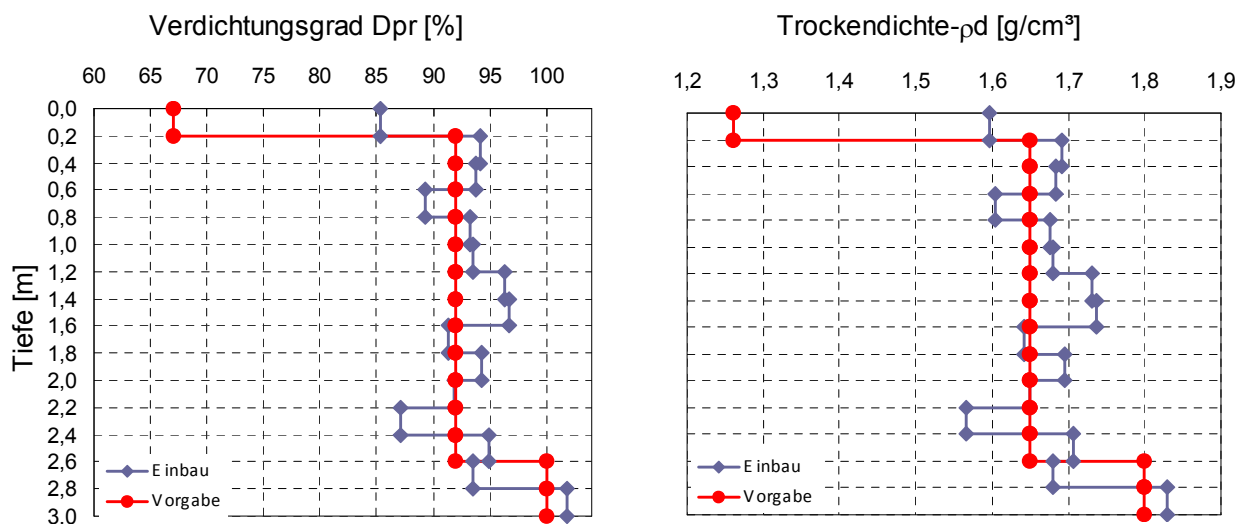 Verdichtungsgrad Dpr [%]
60 65 70 75 80 85 90 95 100
Tiefe [m]
0,0
0,2
0,4
0,6
0,8
1,0
1,2
1,4
1,6
1,8
2,0
2,2
2,4
2,6
2,8
3,0
Einbau
Vorgabe
Trockendichte-ρd [g/cm³]
1,2 1,3 1,4 1,5 1,6 1,7 1,8 1,9
Einbau
Vorgabe